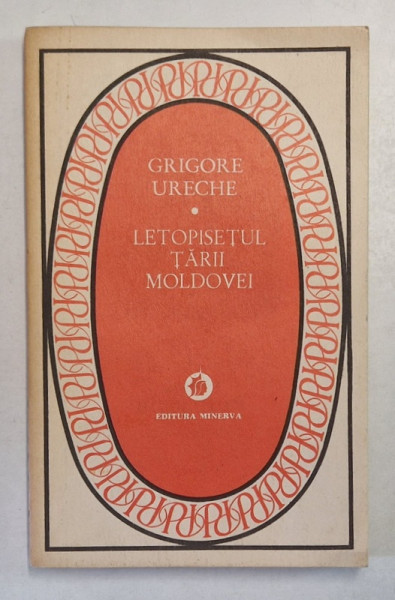 GRIGORE
URECHE
•
LETOPISEȚUL
ȚĂRII
MOLDOVEI
EDITURA MINERVA